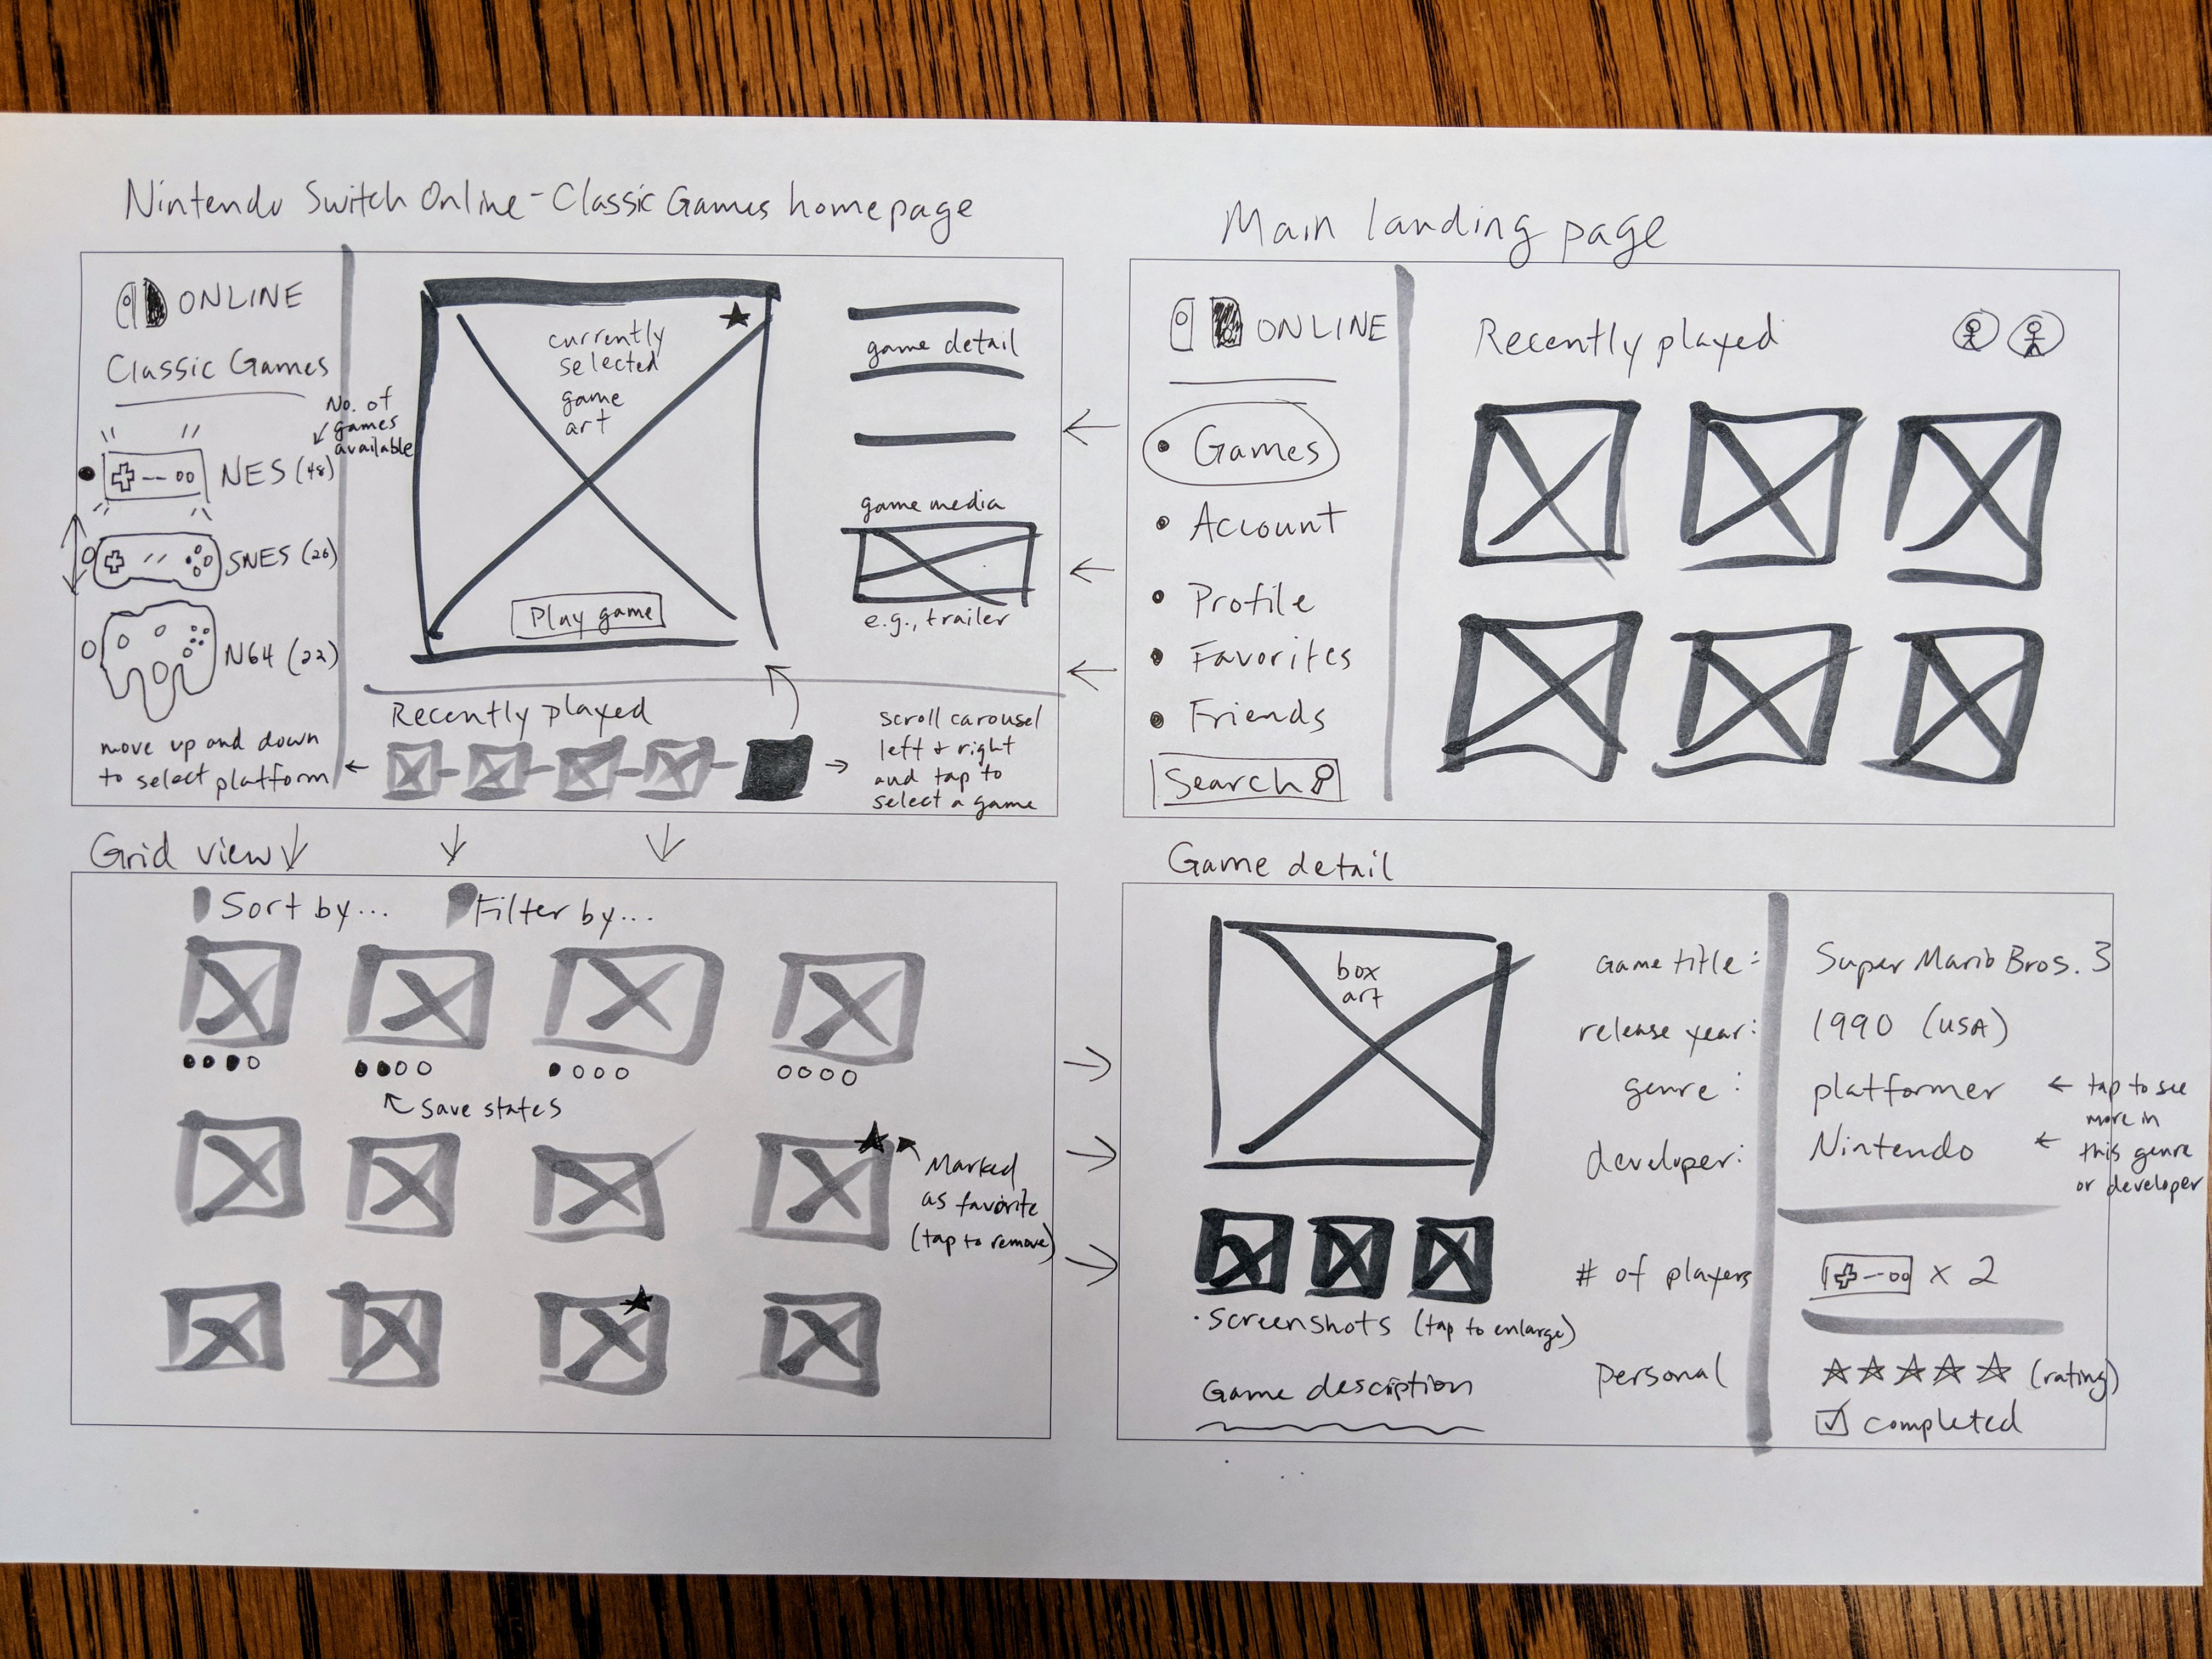 Nintendo Switch Online - Classic Games homepage
ONLINE
Classic Games
No. of
games
available
NES (48)
SNES (26)
N64 (22)
move up and down
to select platform
currently
selected
game
art
Play game
game detail
game media
e.g., trailer
Recently played
scroll carousel
left & right
and tap to
select a game
Main landing page
ONLINE
Games
Account
Profile
Favorites
Friends
Search
Recently played
Grid view
Sort by...
Filter by...
Save states
Marked
as favorite
(tap to remove)
Game detail
box
art
Screenshots (tap to enlarge)
Game description
Game title: Super Mario Bros. 3
release year: 1990 (USA)
genre: platformer
developer: Nintendo
tap to see
more in
this genre
or developer
# of players x 2
personal (rating)
completed